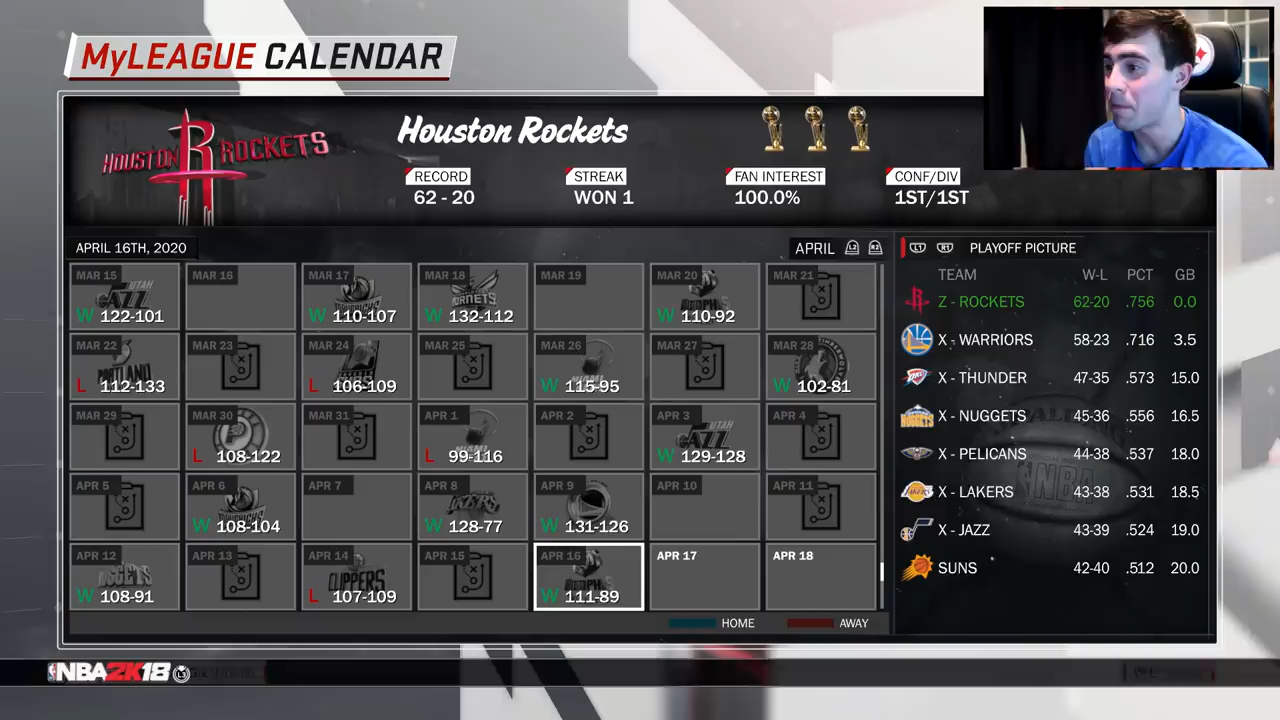 MyLEAGUE CALENDAR
HOUSTON ROCKETS
Houston Rockets
RECORD STREAK FAN INTEREST CONF/DIV
62 - 20 WON 1 100.0% 1ST/1ST
APRIL 16TH, 2020 APRIL L2 R2
MAR 15 MAR 16 MAR 17 MAR 18 MAR 19 MAR 20 MAR 21
UTAH JAZZ HORNETS
W 122-101 W 110-107 W 132-112 W 110-92
MAR 22 MAR 23 MAR 24 MAR 25 MAR 26 MAR 27 MAR 28
PORTLAND
L 112-133 L 106-109 W 115-95 W 102-81
MAR 29 MAR 30 MAR 31 APR 1 APR 2 APR 3 APR 4
UTAH JAZZ
L 108-122 L 99-116 W 129-128
APR 5 APR 6 APR 7 APR 8 APR 9 APR 10 APR 11
LAKERS
W 108-104 W 128-77 W 131-126
APR 12 APR 13 APR 14 APR 15 APR 16 APR 17 APR 18
NUGGETS CLIPPERS
W 108-91 L 107-109 W 111-89
HOME AWAY
L1 R1 PLAYOFF PICTURE
TEAM W-L PCT GB
Z - ROCKETS 62-20 .756 0.0
X - WARRIORS 58-23 .716 3.5
X - THUNDER 47-35 .573 15.0
X - NUGGETS 45-36 .556 16.5
X - PELICANS 44-38 .537 18.0
X - LAKERS 43-38 .531 18.5
X - JAZZ 43-39 .524 19.0
SUNS 42-40 .512 20.0
NBA 2K18